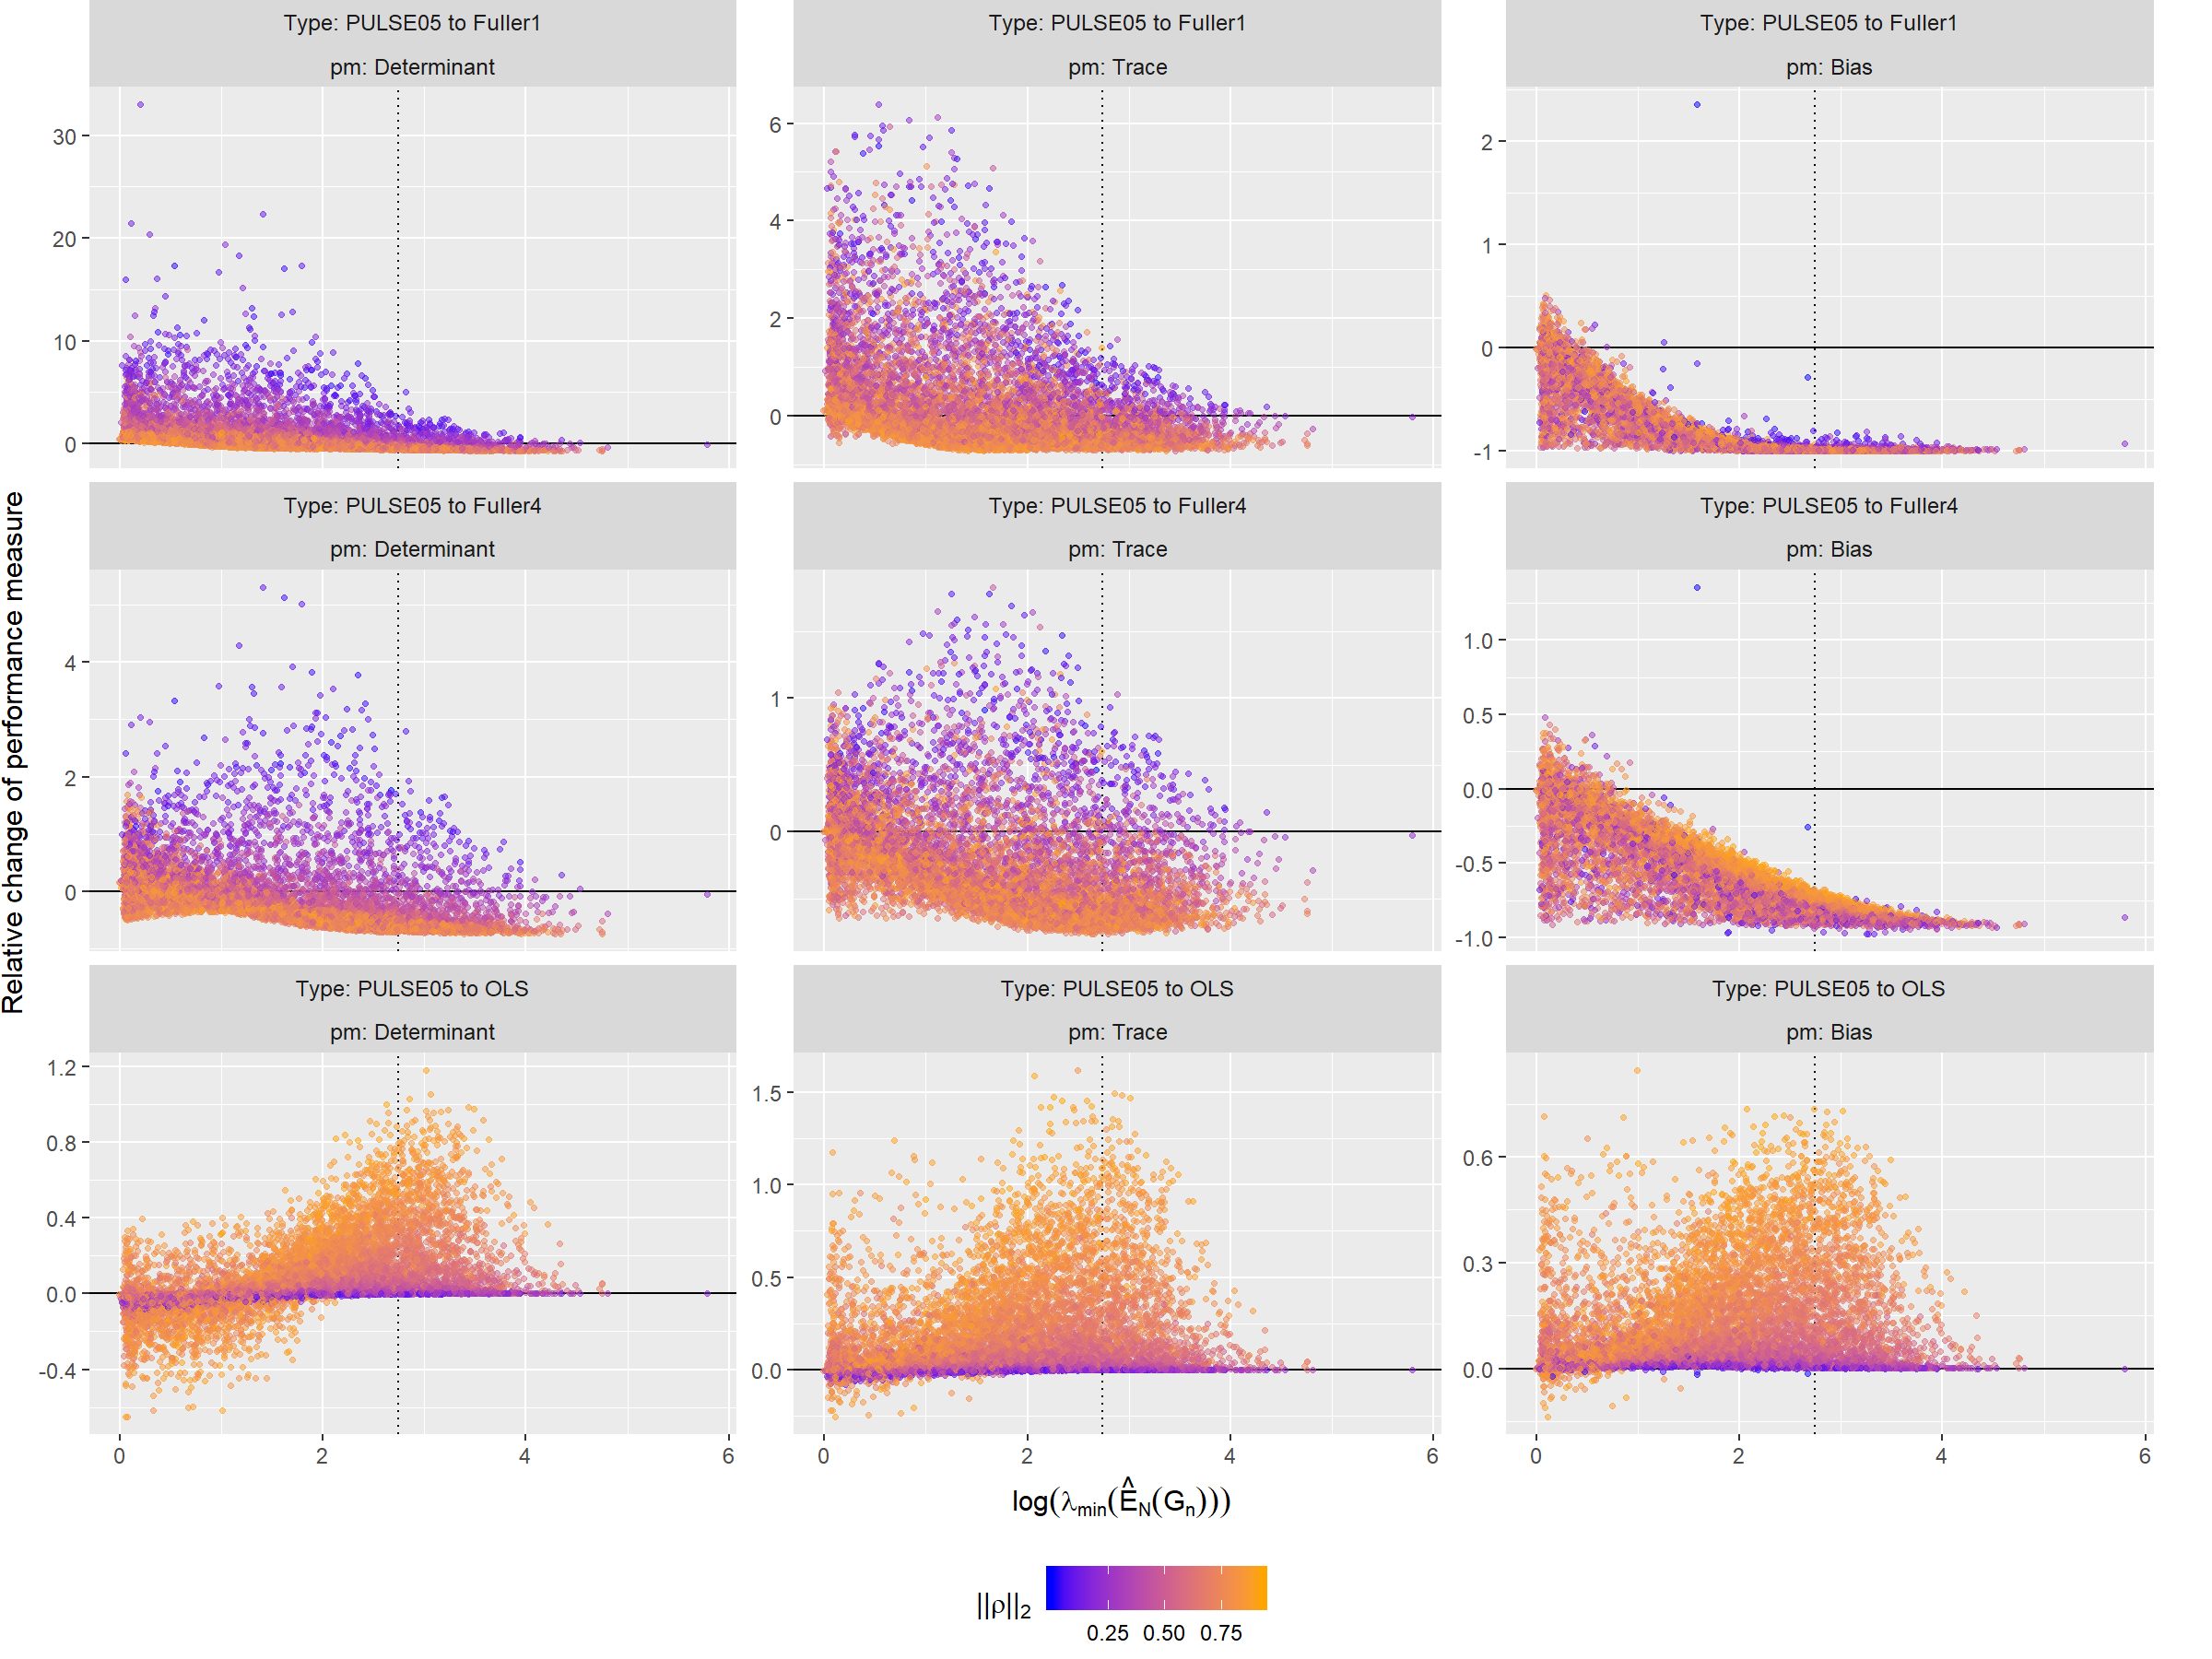 Type: PULSE05 to Fuller1
pm: Determinant
Type: PULSE05 to Fuller1
pm: Trace
Type: PULSE05 to Fuller1
pm: Bias
30
20
10
0
6
4
2
0
2
1
0
-1
Relative change of performance measure
Type: PULSE05 to Fuller4
pm: Determinant
Type: PULSE05 to Fuller4
pm: Trace
Type: PULSE05 to Fuller4
pm: Bias
4
2
0
1
0
1.0
0.5
0.0
-0.5
-1.0
Type: PULSE05 to OLS
pm: Determinant
Type: PULSE05 to OLS
pm: Trace
Type: PULSE05 to OLS
pm: Bias
1.2
0.8
0.4
0.0
-0.4
1.5
1.0
0.5
0.0
0.6
0.3
0.0
0 2 4 6
0 2 4 6
0 2 4 6
log(λmin(ÊN(Gn)))
||ρ||2
0.25 0.50 0.75